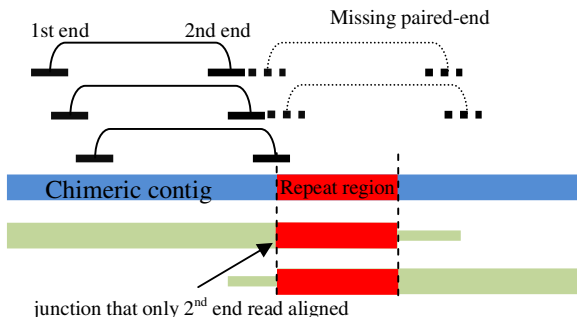 Missing paired-end
1st end
2nd end
Chimeric contig
Repeat region
junction that only 2nd end read aligned